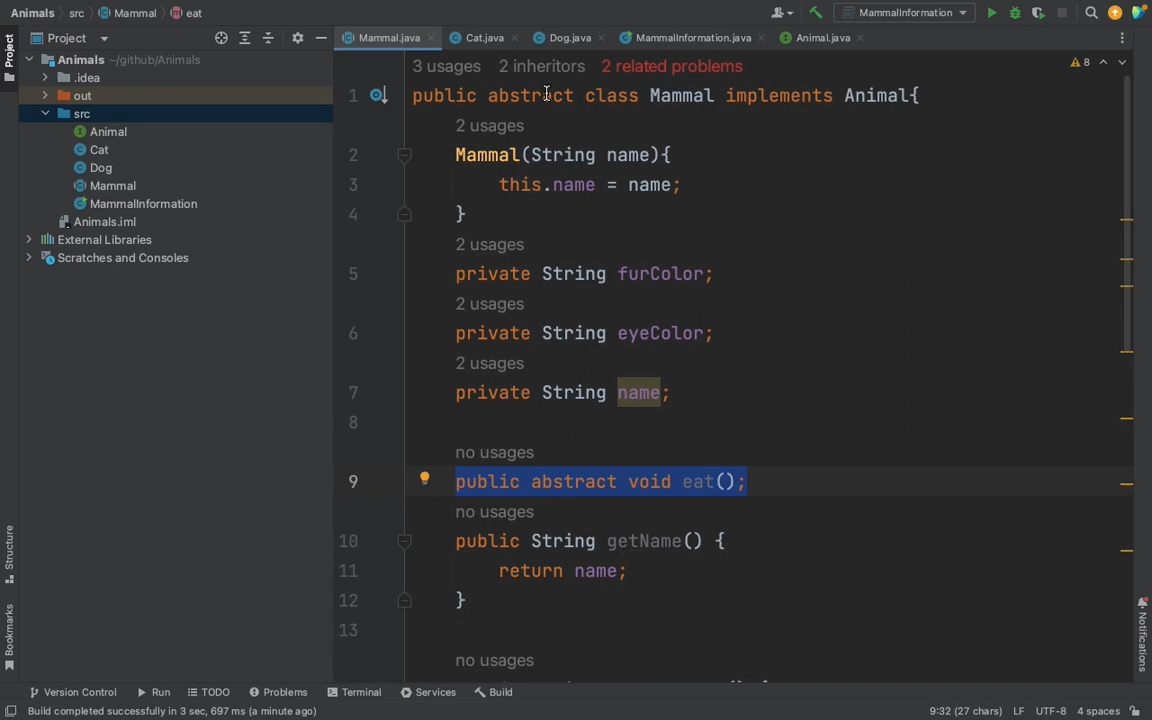 Animals src Mammal eat MammalInformation
Project Mammal.java Cat.java Dog.java MammalInformation.java Animal.java
Animals ~/github/Animals
.idea
out
src
Animal
Cat
Dog
Mammal
MammalInformation
Animals.iml
External Libraries
Scratches and Consoles
Project
Structure
Bookmarks
Notifications
3 usages 2 inheritors 2 related problems 8
1 public abstract class Mammal implements Animal{
2 usages
2 Mammal(String name){
3 this.name = name;
4 }
2 usages
5 private String furColor;
2 usages
6 private String eyeColor;
2 usages
7 private String name;
8
no usages
9 public abstract void eat();
no usages
10 public String getName() {
11 return name;
12 }
13
no usages
Version Control Run TODO Problems Terminal Services Build
Build completed successfully in 3 sec, 697 ms (a minute ago) 9:32 (27 chars) LF UTF-8 4 spaces